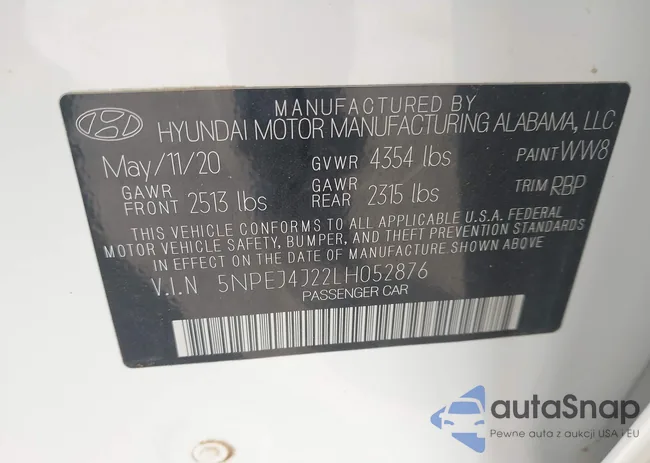 MANUFACTURED BY
HYUNDAI MOTOR MANUFACTURING ALABAMA, LLC
May/11/20 GVWR 4354 lbs PAINT WW8
GAWR FRONT 2513 lbs GAWR REAR 2315 lbs TRIM RBP
THIS VEHICLE CONFORMS TO ALL APPLICABLE U.S.A. FEDERAL
MOTOR VEHICLE SAFETY, BUMPER, AND THEFT PREVENTION STANDARDS
IN EFFECT ON THE DATE OF MANUFACTURE SHOWN ABOVE.
V.I.N 5NPEJ4J22LH052876
PASSENGER CAR
autaSnap
Pewne auta z aukcji USA i EU